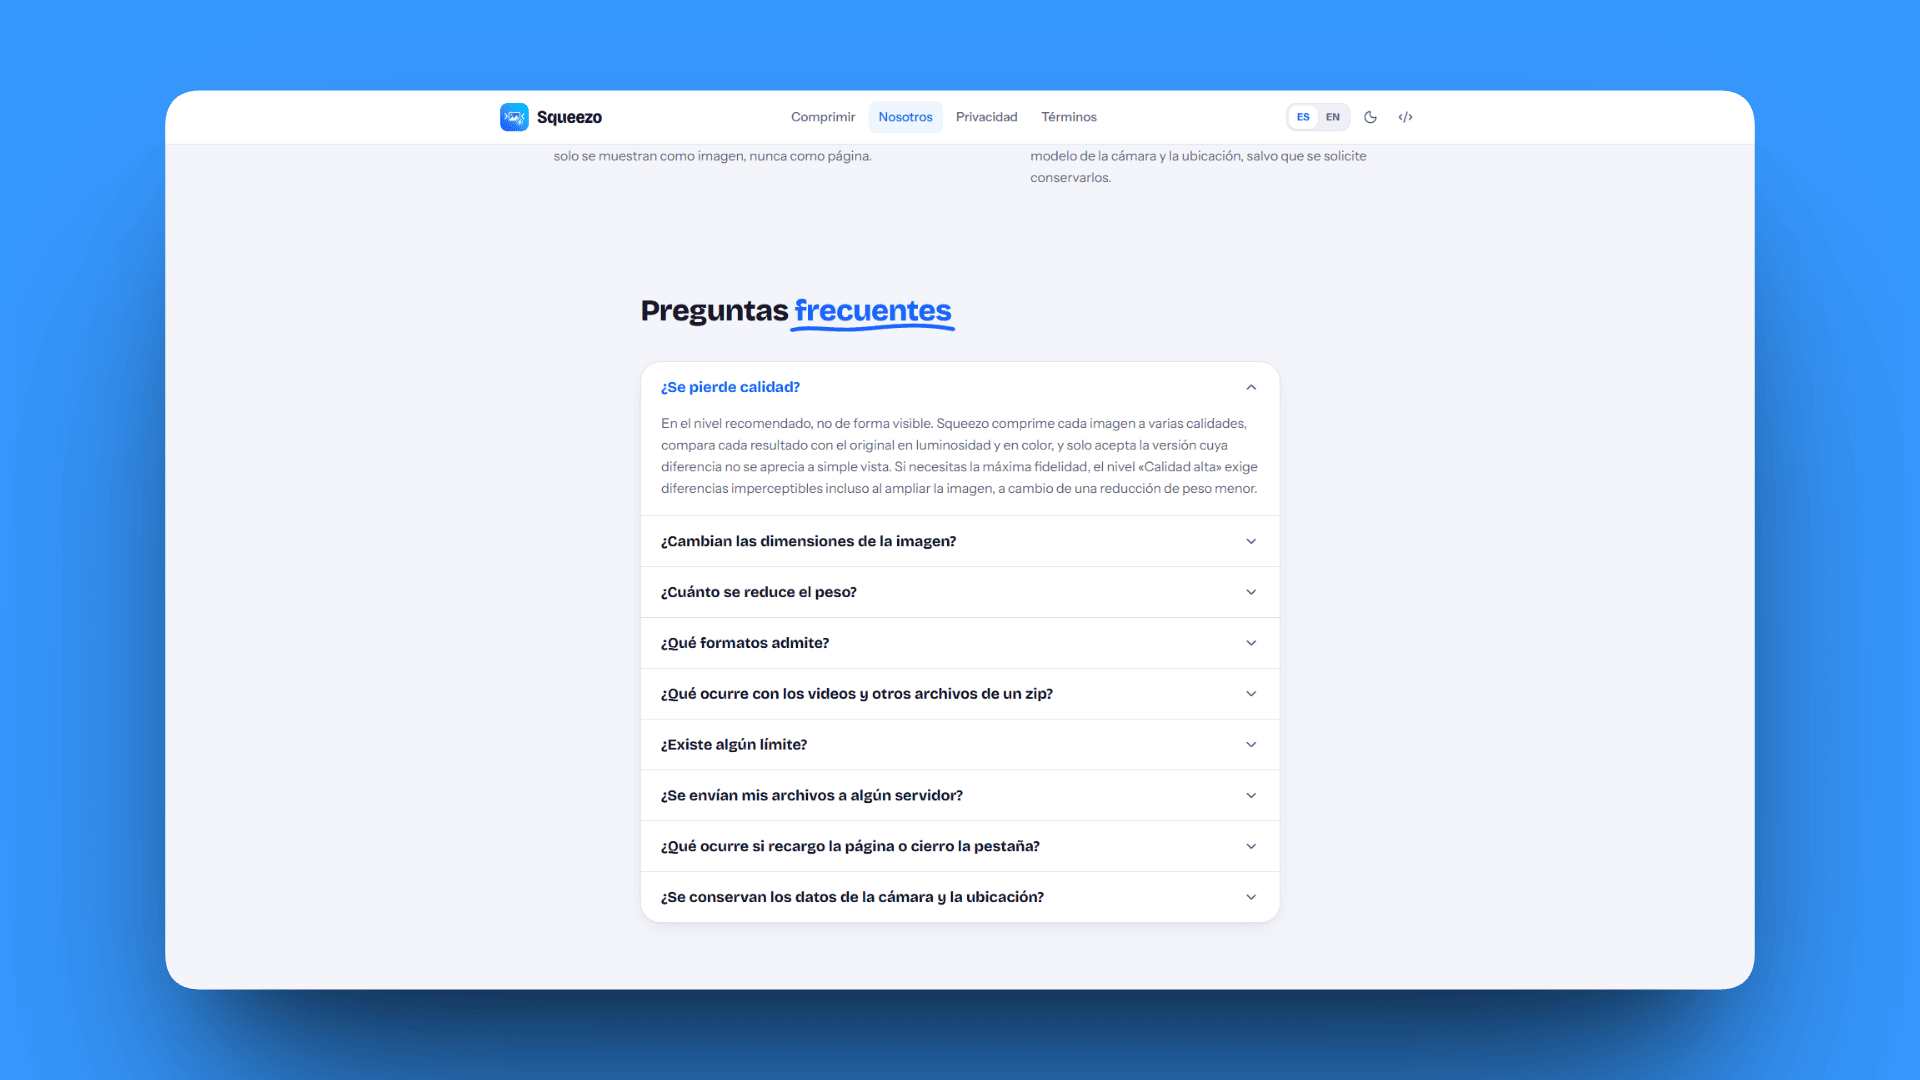 Squeezo
Comprimir
Nosotros
Privacidad
Términos
ES
EN
solo se muestran como imagen, nunca como página.
modelo de la cámara y la ubicación, salvo que se solicite
conservarlos.
Preguntas frecuentes
¿Se pierde calidad?
En el nivel recomendado, no de forma visible. Squeezo comprime cada imagen a varias calidades,
compara cada resultado con el original en luminosidad y en color, y solo acepta la versión cuya
diferencia no se aprecia a simple vista. Si necesitas la máxima fidelidad, el nivel «Calidad alta» exige
diferencias imperceptibles incluso al ampliar la imagen, a cambio de una reducción de peso menor.
¿Cambian las dimensiones de la imagen?
¿Cuánto se reduce el peso?
¿Qué formatos admite?
¿Qué ocurre con los videos y otros archivos de un zip?
¿Existe algún límite?
¿Se envían mis archivos a algún servidor?
¿Qué ocurre si recargo la página o cierro la pestaña?
¿Se conservan los datos de la cámara y la ubicación?